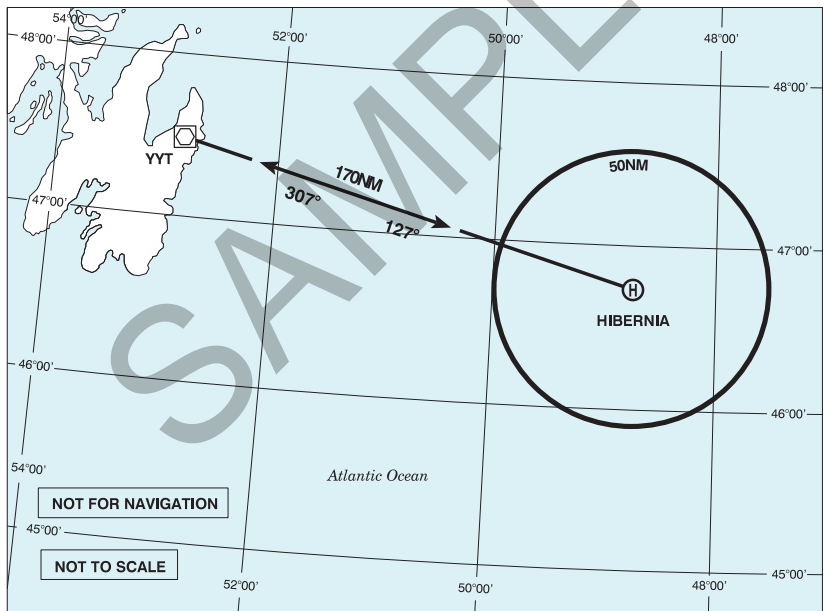 54°00'
48°00'
52°00'
50°00'
48°00'
48°00'
YYT
170NM
307°
127°
50NM
47°00'
47°00'
H
HIBERNIA
SAMPLE
46°00'
46°00'
Atlantic Ocean
54°00'
NOT FOR NAVIGATION
45°00'
NOT TO SCALE
45°00'
52°00'
50°00'
48°00'